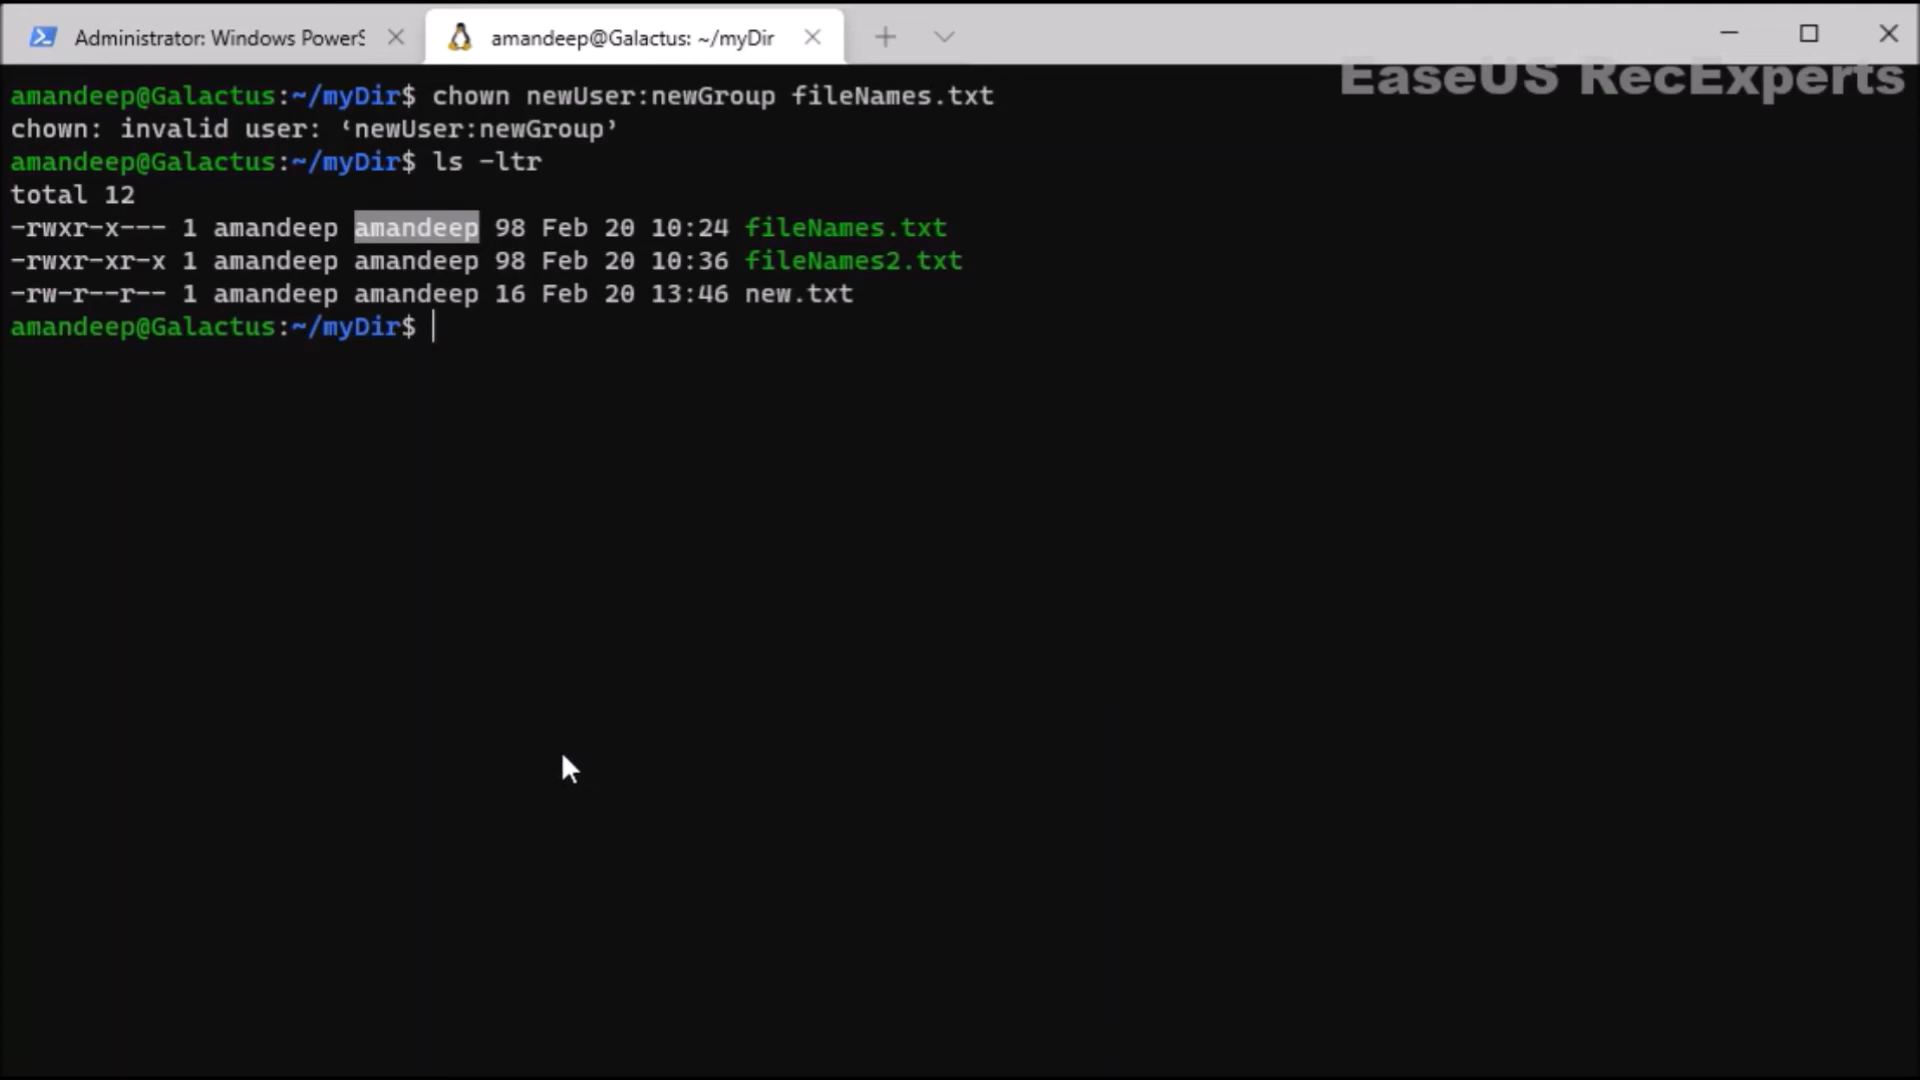 Administrator: Windows PowerS
amandeep@Galactus: ~/myDir
EaseUS RecExperts
amandeep@Galactus:~/myDir$ chown newUser:newGroup fileNames.txt
chown: invalid user: ‘newUser:newGroup’
amandeep@Galactus:~/myDir$ ls -ltr
total 12
-rwxr-x--- 1 amandeep amandeep 98 Feb 20 10:24 fileNames.txt
-rwxr-xr-x 1 amandeep amandeep 98 Feb 20 10:36 fileNames2.txt
-rw-r--r-- 1 amandeep amandeep 16 Feb 20 13:46 new.txt
amandeep@Galactus:~/myDir$